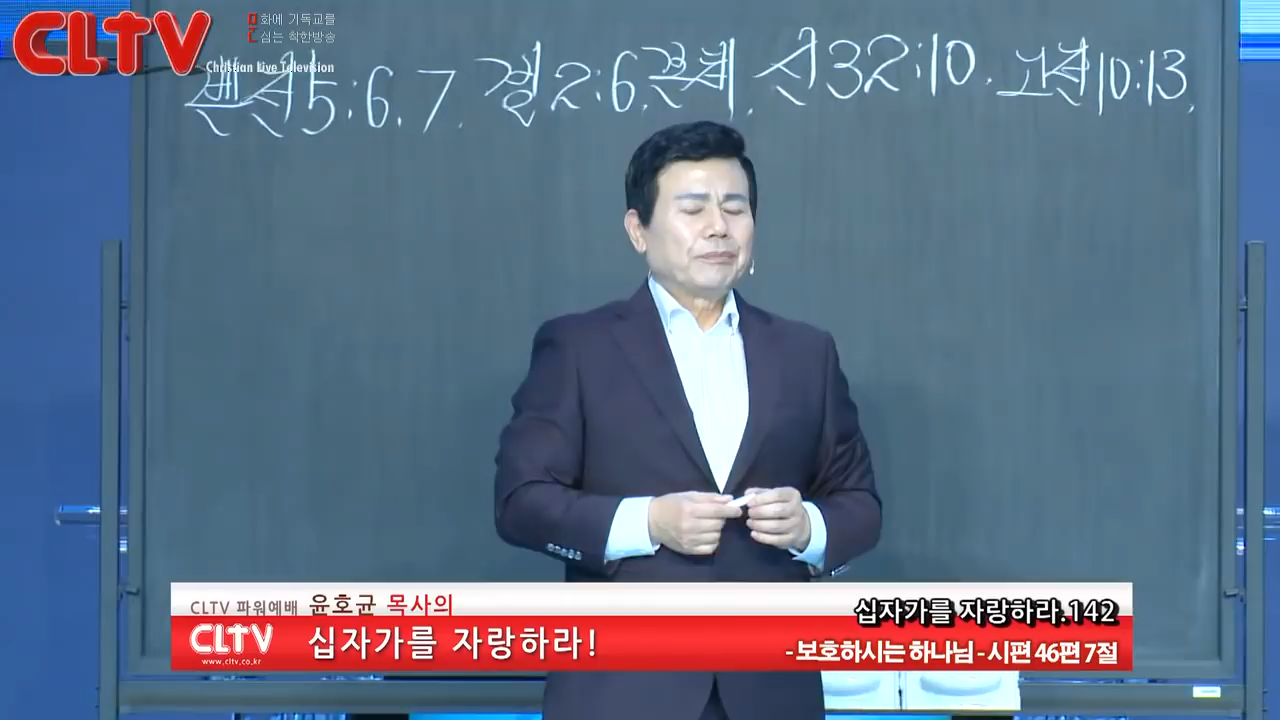 CLTV
문화에 기독교를
심는 착한방송
Christian Live Television
벧전5:6.7. 겔2:6 신32:10. 고전10:13.
CLTV 파워예배 윤호균 목사의
십자가를 자랑하라.142
CLTV
www.cltv.co.kr
십자가를 자랑하라!
- 보호하시는 하나님 - 시편 46편 7절